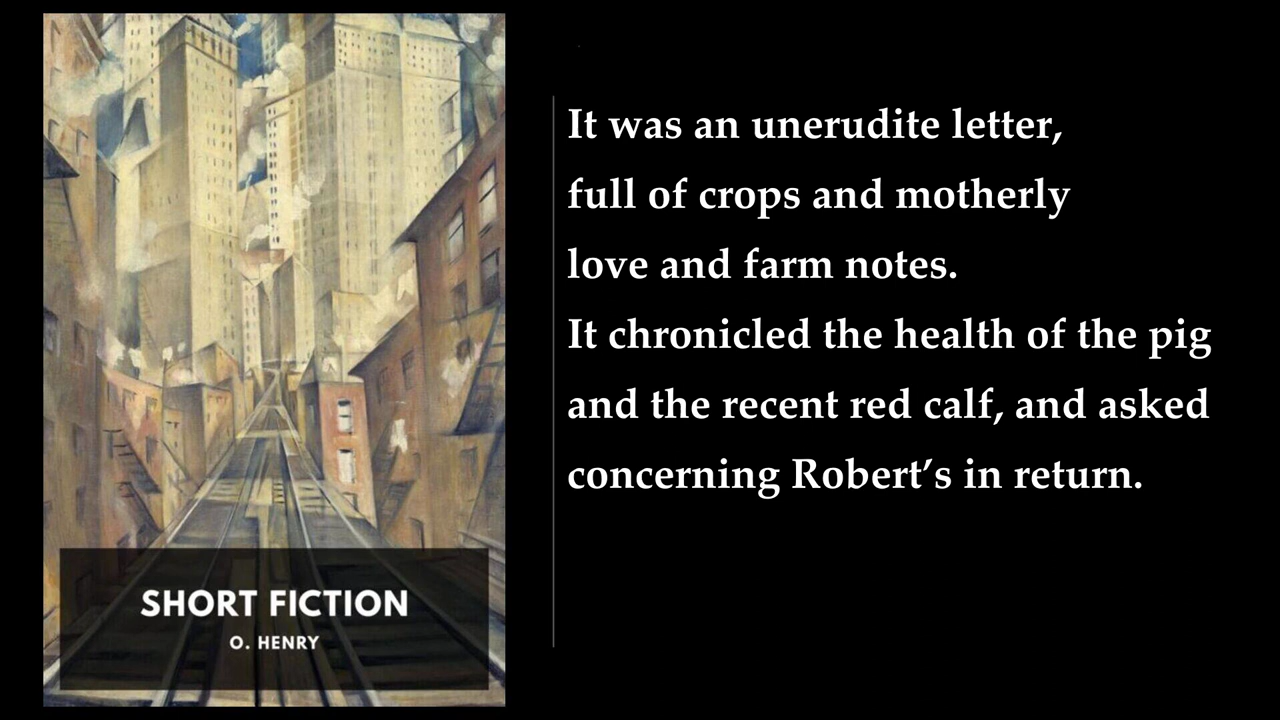 SHORT FICTION
O. HENRY
It was an unerudite letter,
full of crops and motherly
love and farm notes.
It chronicled the health of the pig
and the recent red calf, and asked
concerning Robert’s in return.